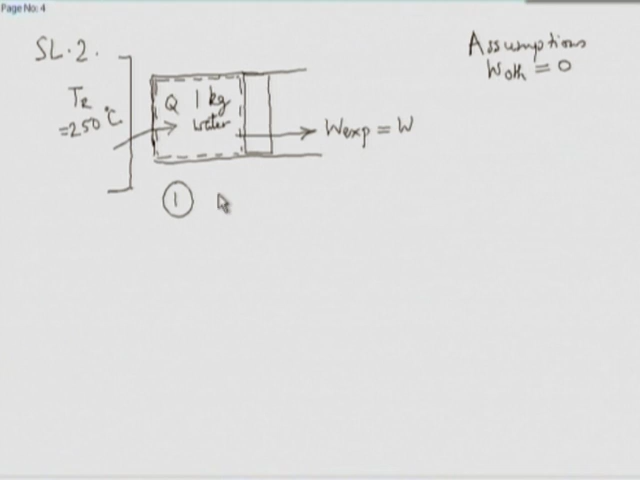 Page No: 4
SL.2.
Assumptions
Woth = 0
TR
=250°C
Q 1 kg
water
Wexp = W
1